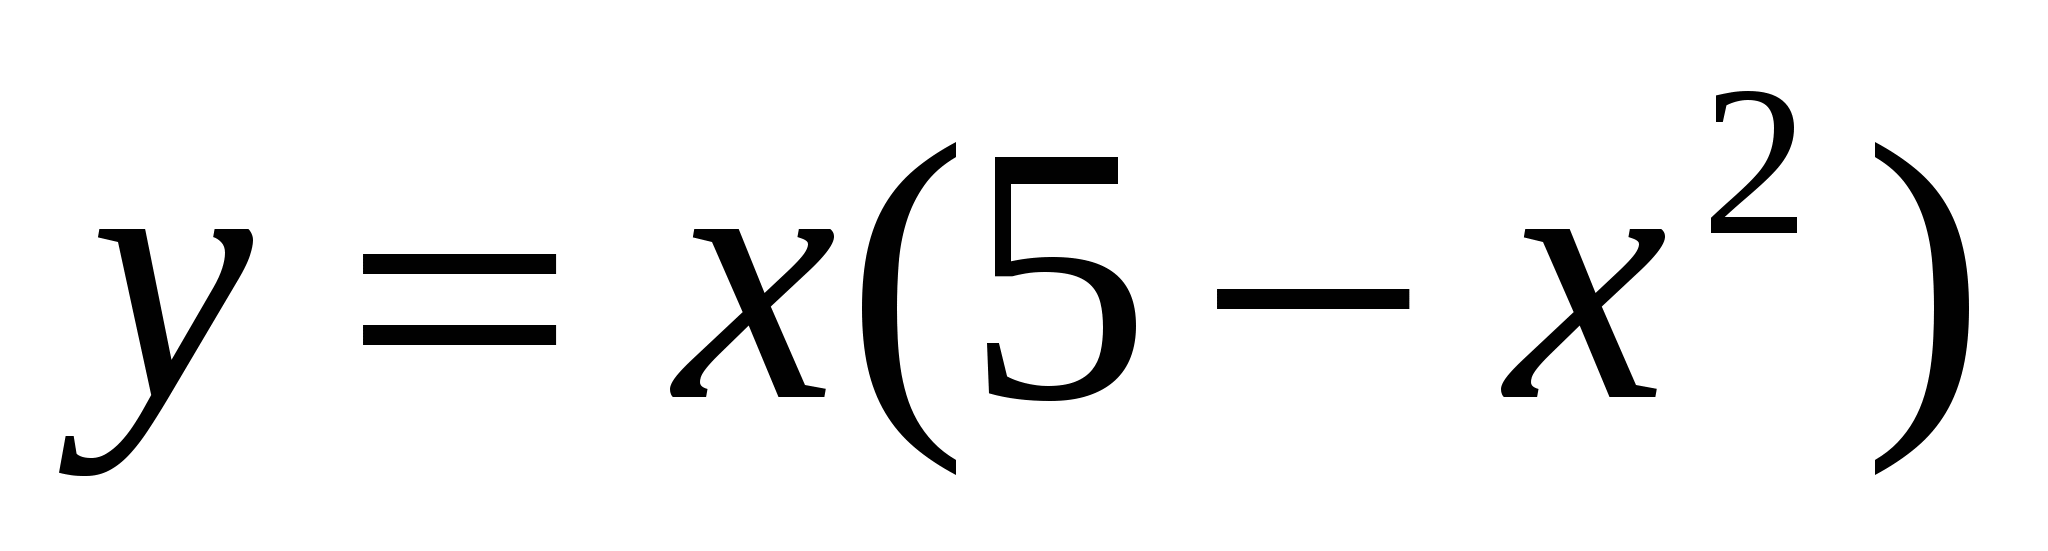 y = x(5 − x²)